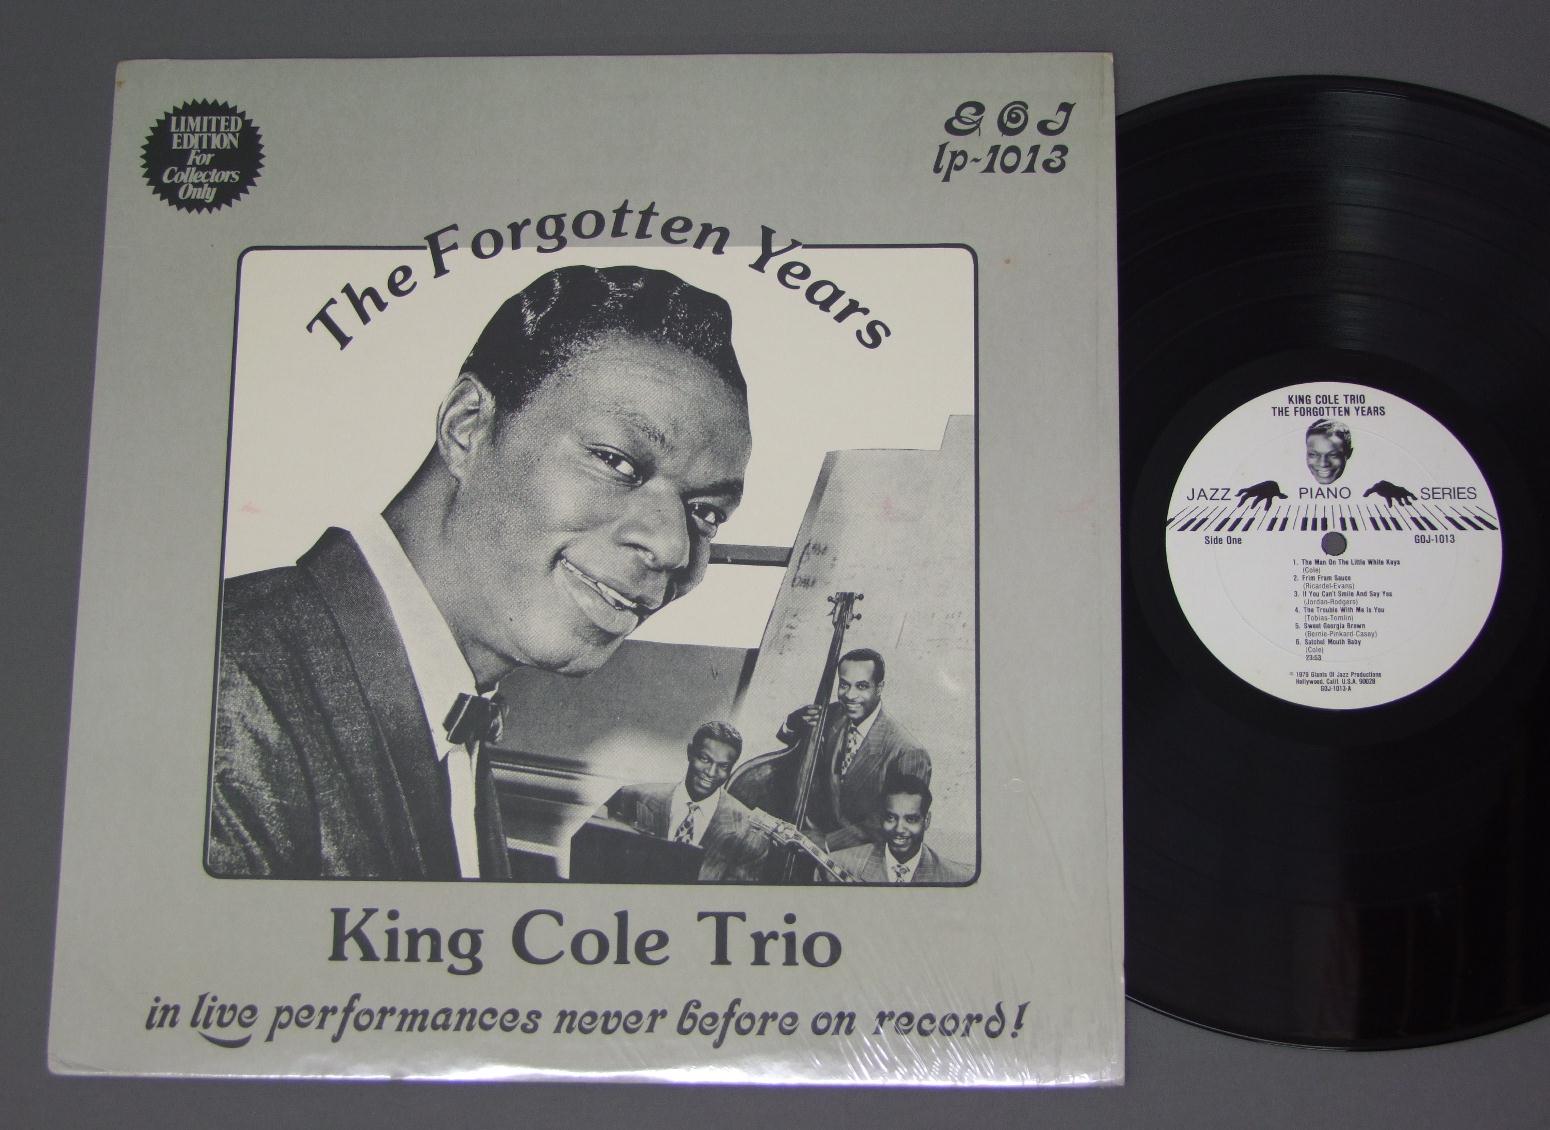 LIMITED
EDITION
For
Collectors
Only
GOJ
lp-1013
The Forgotten Years
King Cole Trio
in live performances never before on record!
KING COLE TRIO
THE FORGOTTEN YEARS
JAZZ PIANO SERIES
Side One GOJ-1013
1. The Man On The Little White Keys
(Cole)
2. Frim Fram Sauce
(Ricardel-Evans)
3. If You Can't Smile And Say Yes
(Jordan-Rodgers)
4. The Trouble With Me Is You
(Tobias-Tomlin)
5. Sweet Georgia Brown
(Bernie-Pinkard-Casey)
6. Satchel Mouth Baby
(Cole)
23:53
© 1979 Giants Of Jazz Productions
Hollywood, Calif. U.S.A. 90028
GOJ-1013-A